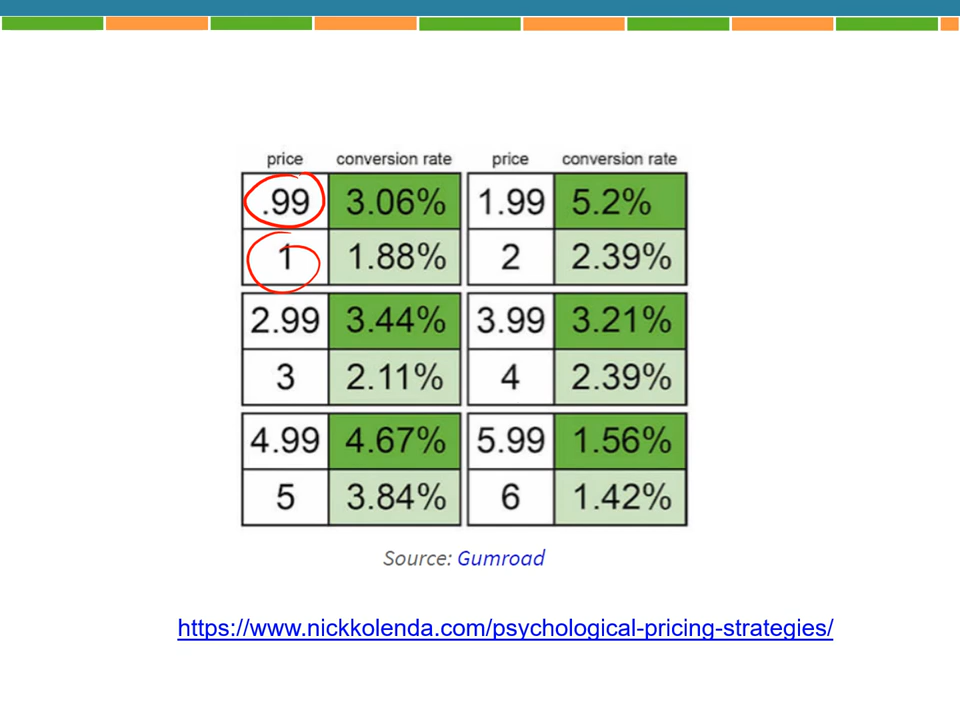 price conversion rate price conversion rate
.99 3.06% 1.99 5.2%
1 1.88% 2 2.39%
2.99 3.44% 3.99 3.21%
3 2.11% 4 2.39%
4.99 4.67% 5.99 1.56%
5 3.84% 6 1.42%
Source: Gumroad
https://www.nickkolenda.com/psychological-pricing-strategies/